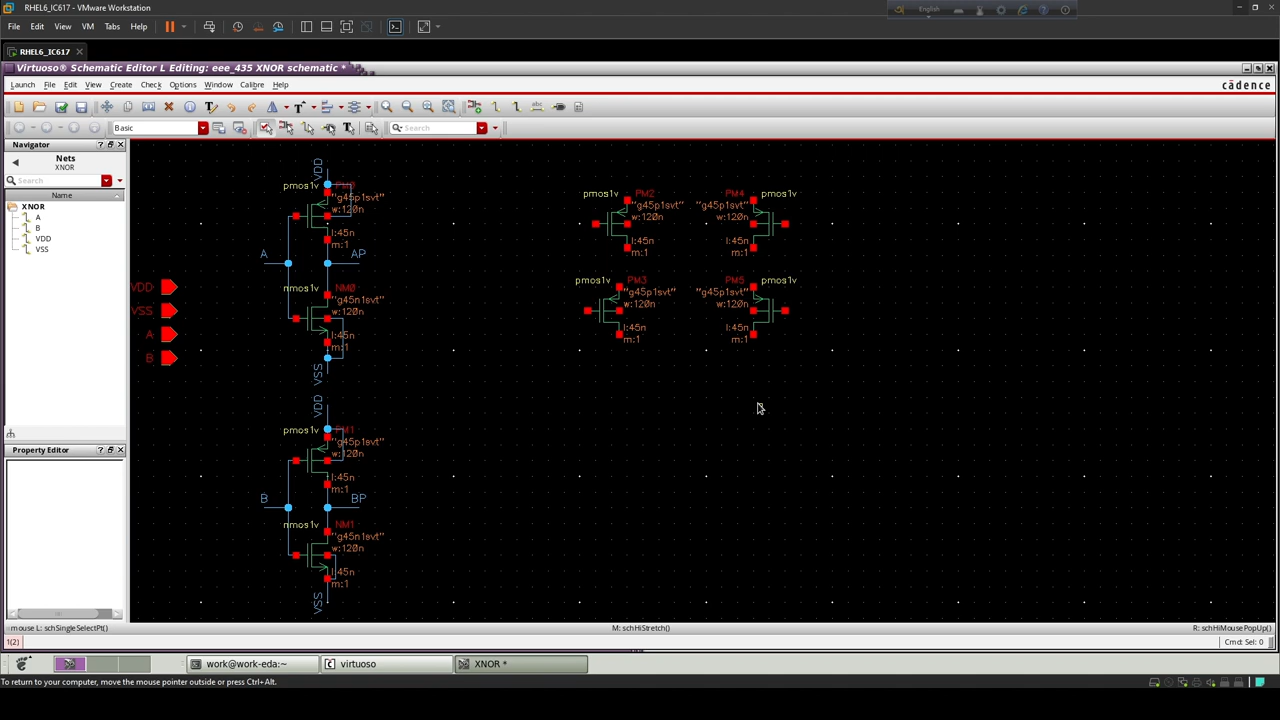 RHEL6_IC617 - VMware Workstation
English
File Edit View VM Tabs Help
RHEL6_IC617
Virtuoso® Schematic Editor L Editing: eee_435 XNOR schematic *
Launch File Edit View Create Check Options Window Calibre Help
cādence
Basic
Search
Navigator
Nets
XNOR
Search
Name
XNOR
A
B
VDD
VSS
Property Editor
VDD
VSS
A
B
VDD
pmos1v
"g45p1svt"
w:120n
l:45n
m:1
A
AP
nmos1v
NM0
"g45n1svt"
w:120n
l:45n
m:1
VSS
VDD
pmos1v
PM1
"g45p1svt"
w:120n
l:45n
m:1
B
BP
nmos1v
NM1
"g45n1svt"
w:120n
l:45n
m:1
VSS
pmos1v
PM2
"g45p1svt"
w:120n
l:45n
m:1
PM4
pmos1v
"g45p1svt"
w:120n
l:45n
m:1
pmos1v
PM3
"g45p1svt"
w:120n
l:45n
m:1
PM5
pmos1v
"g45p1svt"
w:120n
l:45n
m:1
mouse L: schSingleSelectPt()
M: schHiStretch()
R: schHiMousePopUp()
1(2)
Cmd: Sel: 0
work@work-eda:~
virtuoso
XNOR *
To return to your computer, move the mouse pointer outside or press Ctrl+Alt.